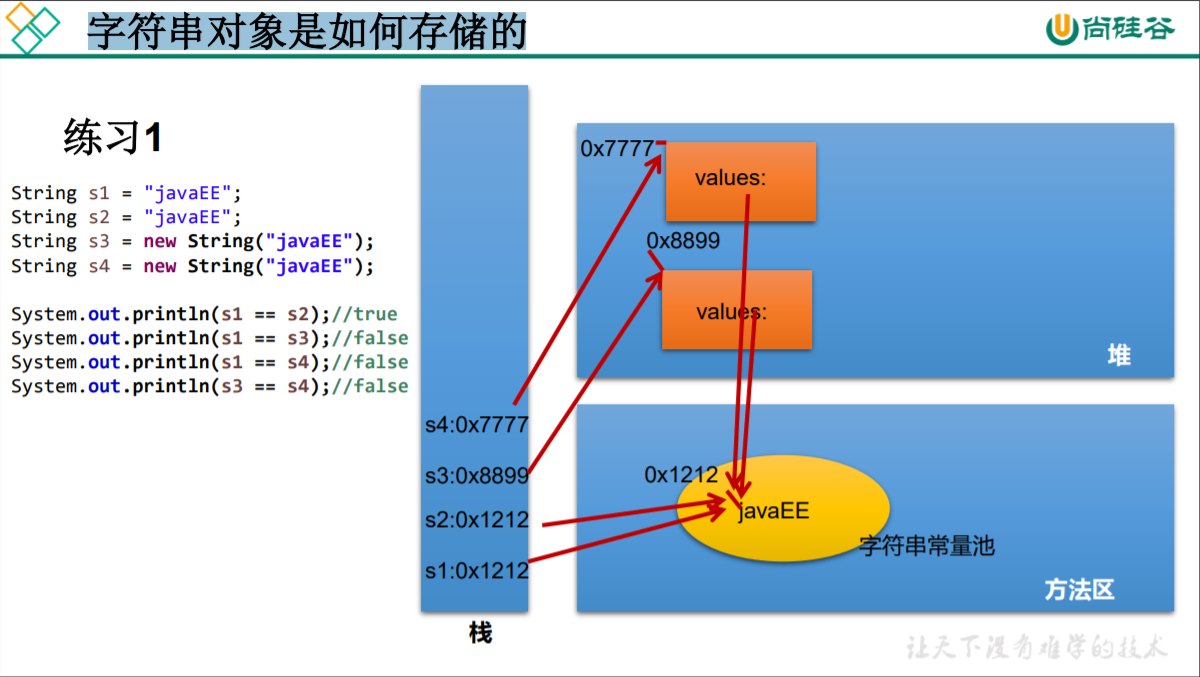 字符串对象是如何存储的
尚硅谷
练习1
String s1 = "javaEE";
String s2 = "javaEE";
String s3 = new String("javaEE");
String s4 = new String("javaEE");
System.out.println(s1 == s2);//true
System.out.println(s1 == s3);//false
System.out.println(s1 == s4);//false
System.out.println(s3 == s4);//false
s4:0x7777
s3:0x8899
s2:0x1212
s1:0x1212
栈
0x7777
values:
0x8899
values:
堆
0x1212
javaEE
字符串常量池
方法区
让天下没有难学的技术